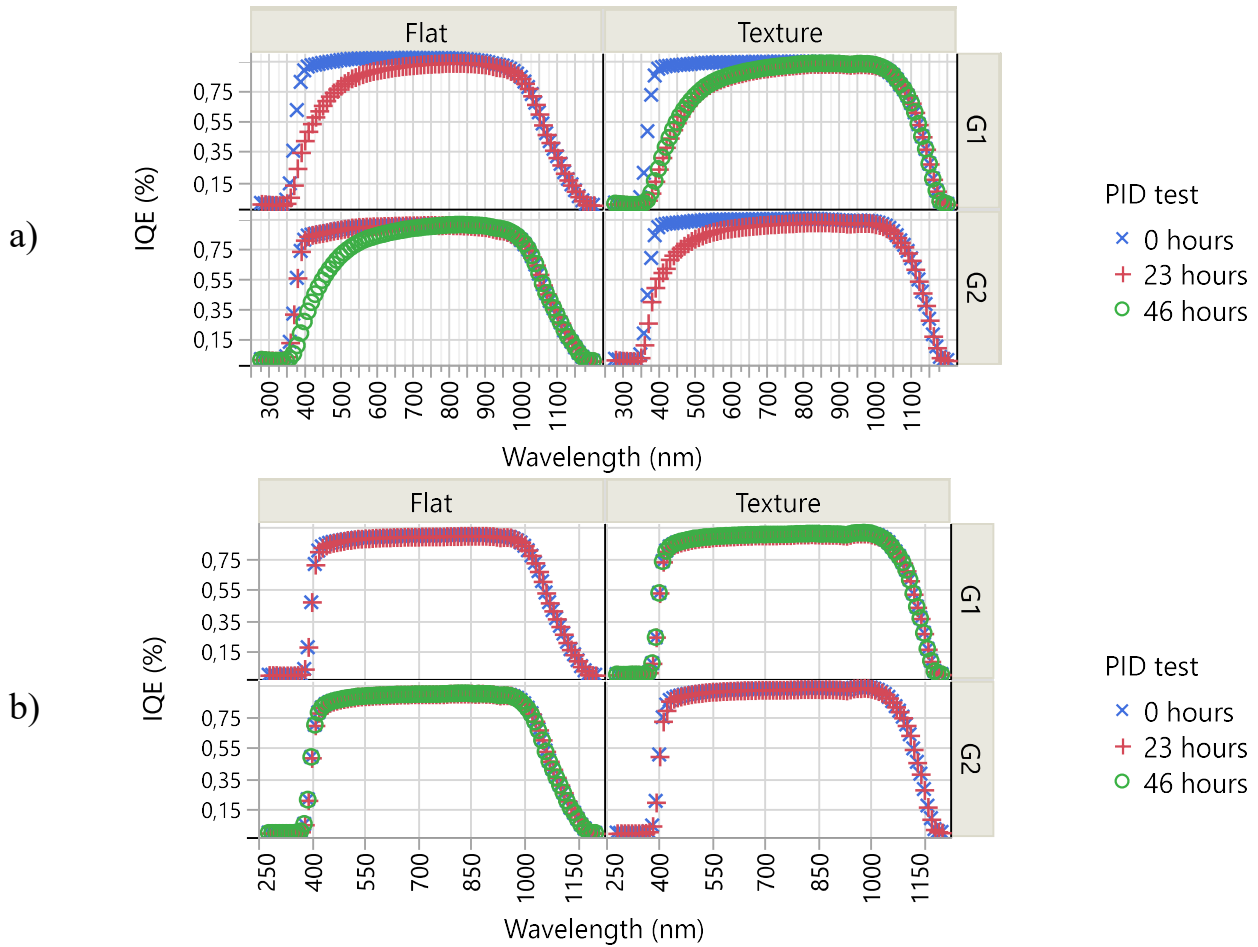 Flat Texture
0,75
0,55
0,35
0,15
G1
a)
IQE (%)
0,75
0,55
0,35
0,15
G2
300 400 500 600 700 800 900 1000 1100 300 400 500 600 700 800 900 1000 1100
Wavelength (nm)
PID test
0 hours
23 hours
46 hours
Flat Texture
0,75
0,55
0,35
0,15
G1
b)
IQE (%)
0,75
0,55
0,35
0,15
G2
250 400 550 700 850 1000 1150 250 400 550 700 850 1000 1150
Wavelength (nm)
PID test
0 hours
23 hours
46 hours